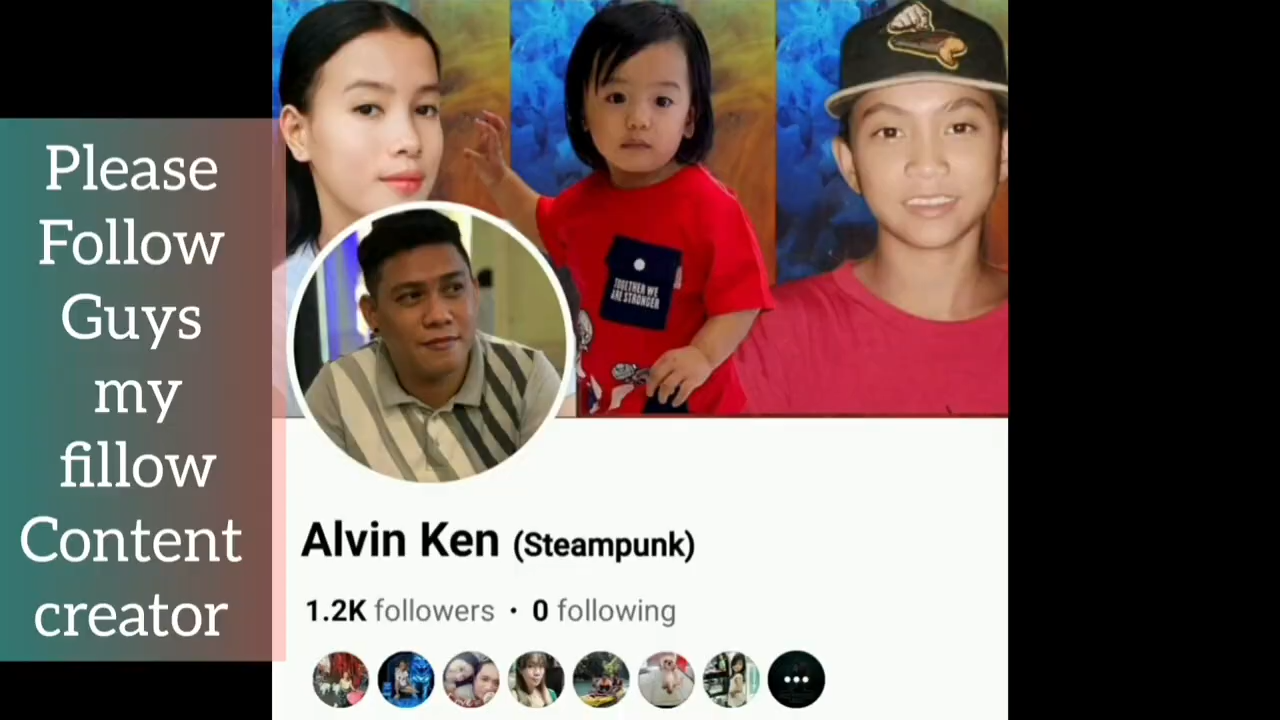 Please
Follow
Guys
my
fillow
Content
creator
TOGETHER WE
ARE STRONGER
Alvin Ken (Steampunk)
1.2K followers · 0 following